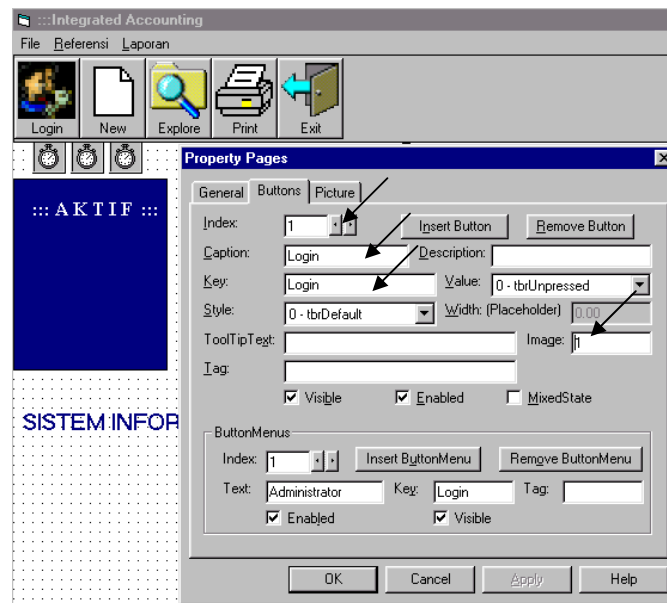 :::Integrated Accounting
File Referensi Laporan
Login New Explore Print Exit
Property Pages
::: A K T I F :::
General Buttons Picture
Index: 1 Insert Button Remove Button
Caption: Login Description:
Key: Login Value: 0 - tbrUnpressed
Style: 0 - tbrDefault Width: (Placeholder) 0.00
ToolTipText: Image: 1
Tag:
Visible Enabled MixedState
SISTEM INFOR
ButtonMenus
Index: 1 Insert ButtonMenu Remove ButtonMenu
Text: Administrator Key: Login Tag:
Enabled Visible
OK Cancel Apply Help